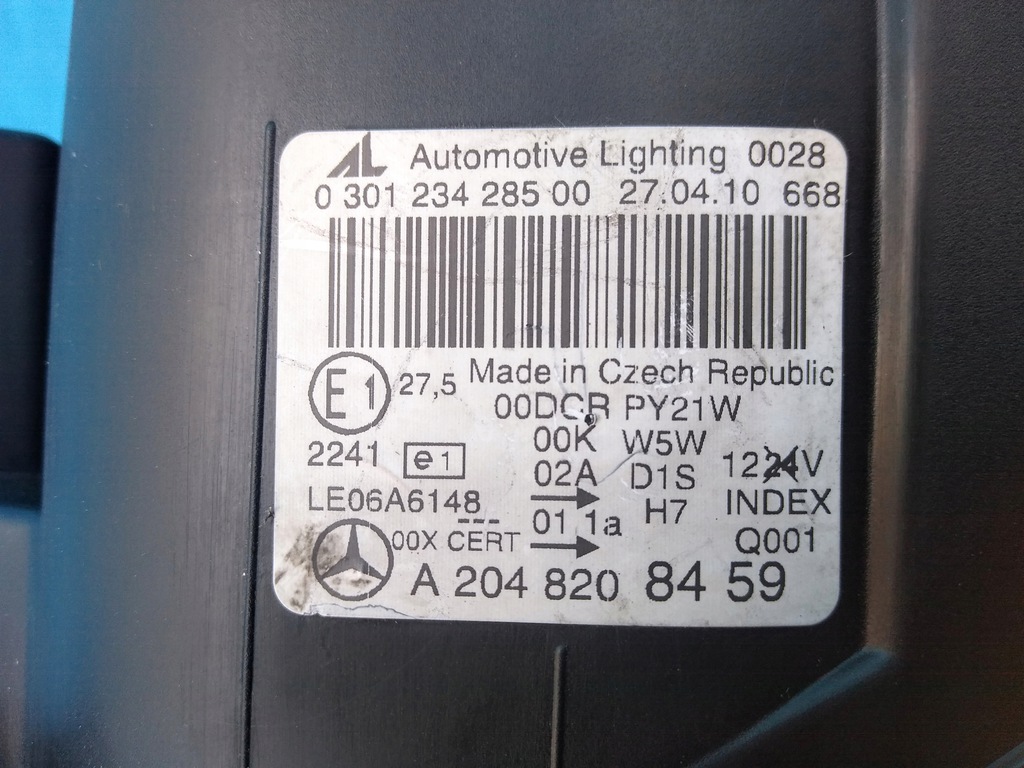 AL Automotive Lighting 0028
0 301 234 285 00 27.04.10 668
E1 27,5 Made in Czech Republic
00DCR PY21W
00K W5W
2241 e1 02A D1S 1224V
LE06A6148 H7 INDEX
01 1a
00X CERT Q001
A 204 820 84 59